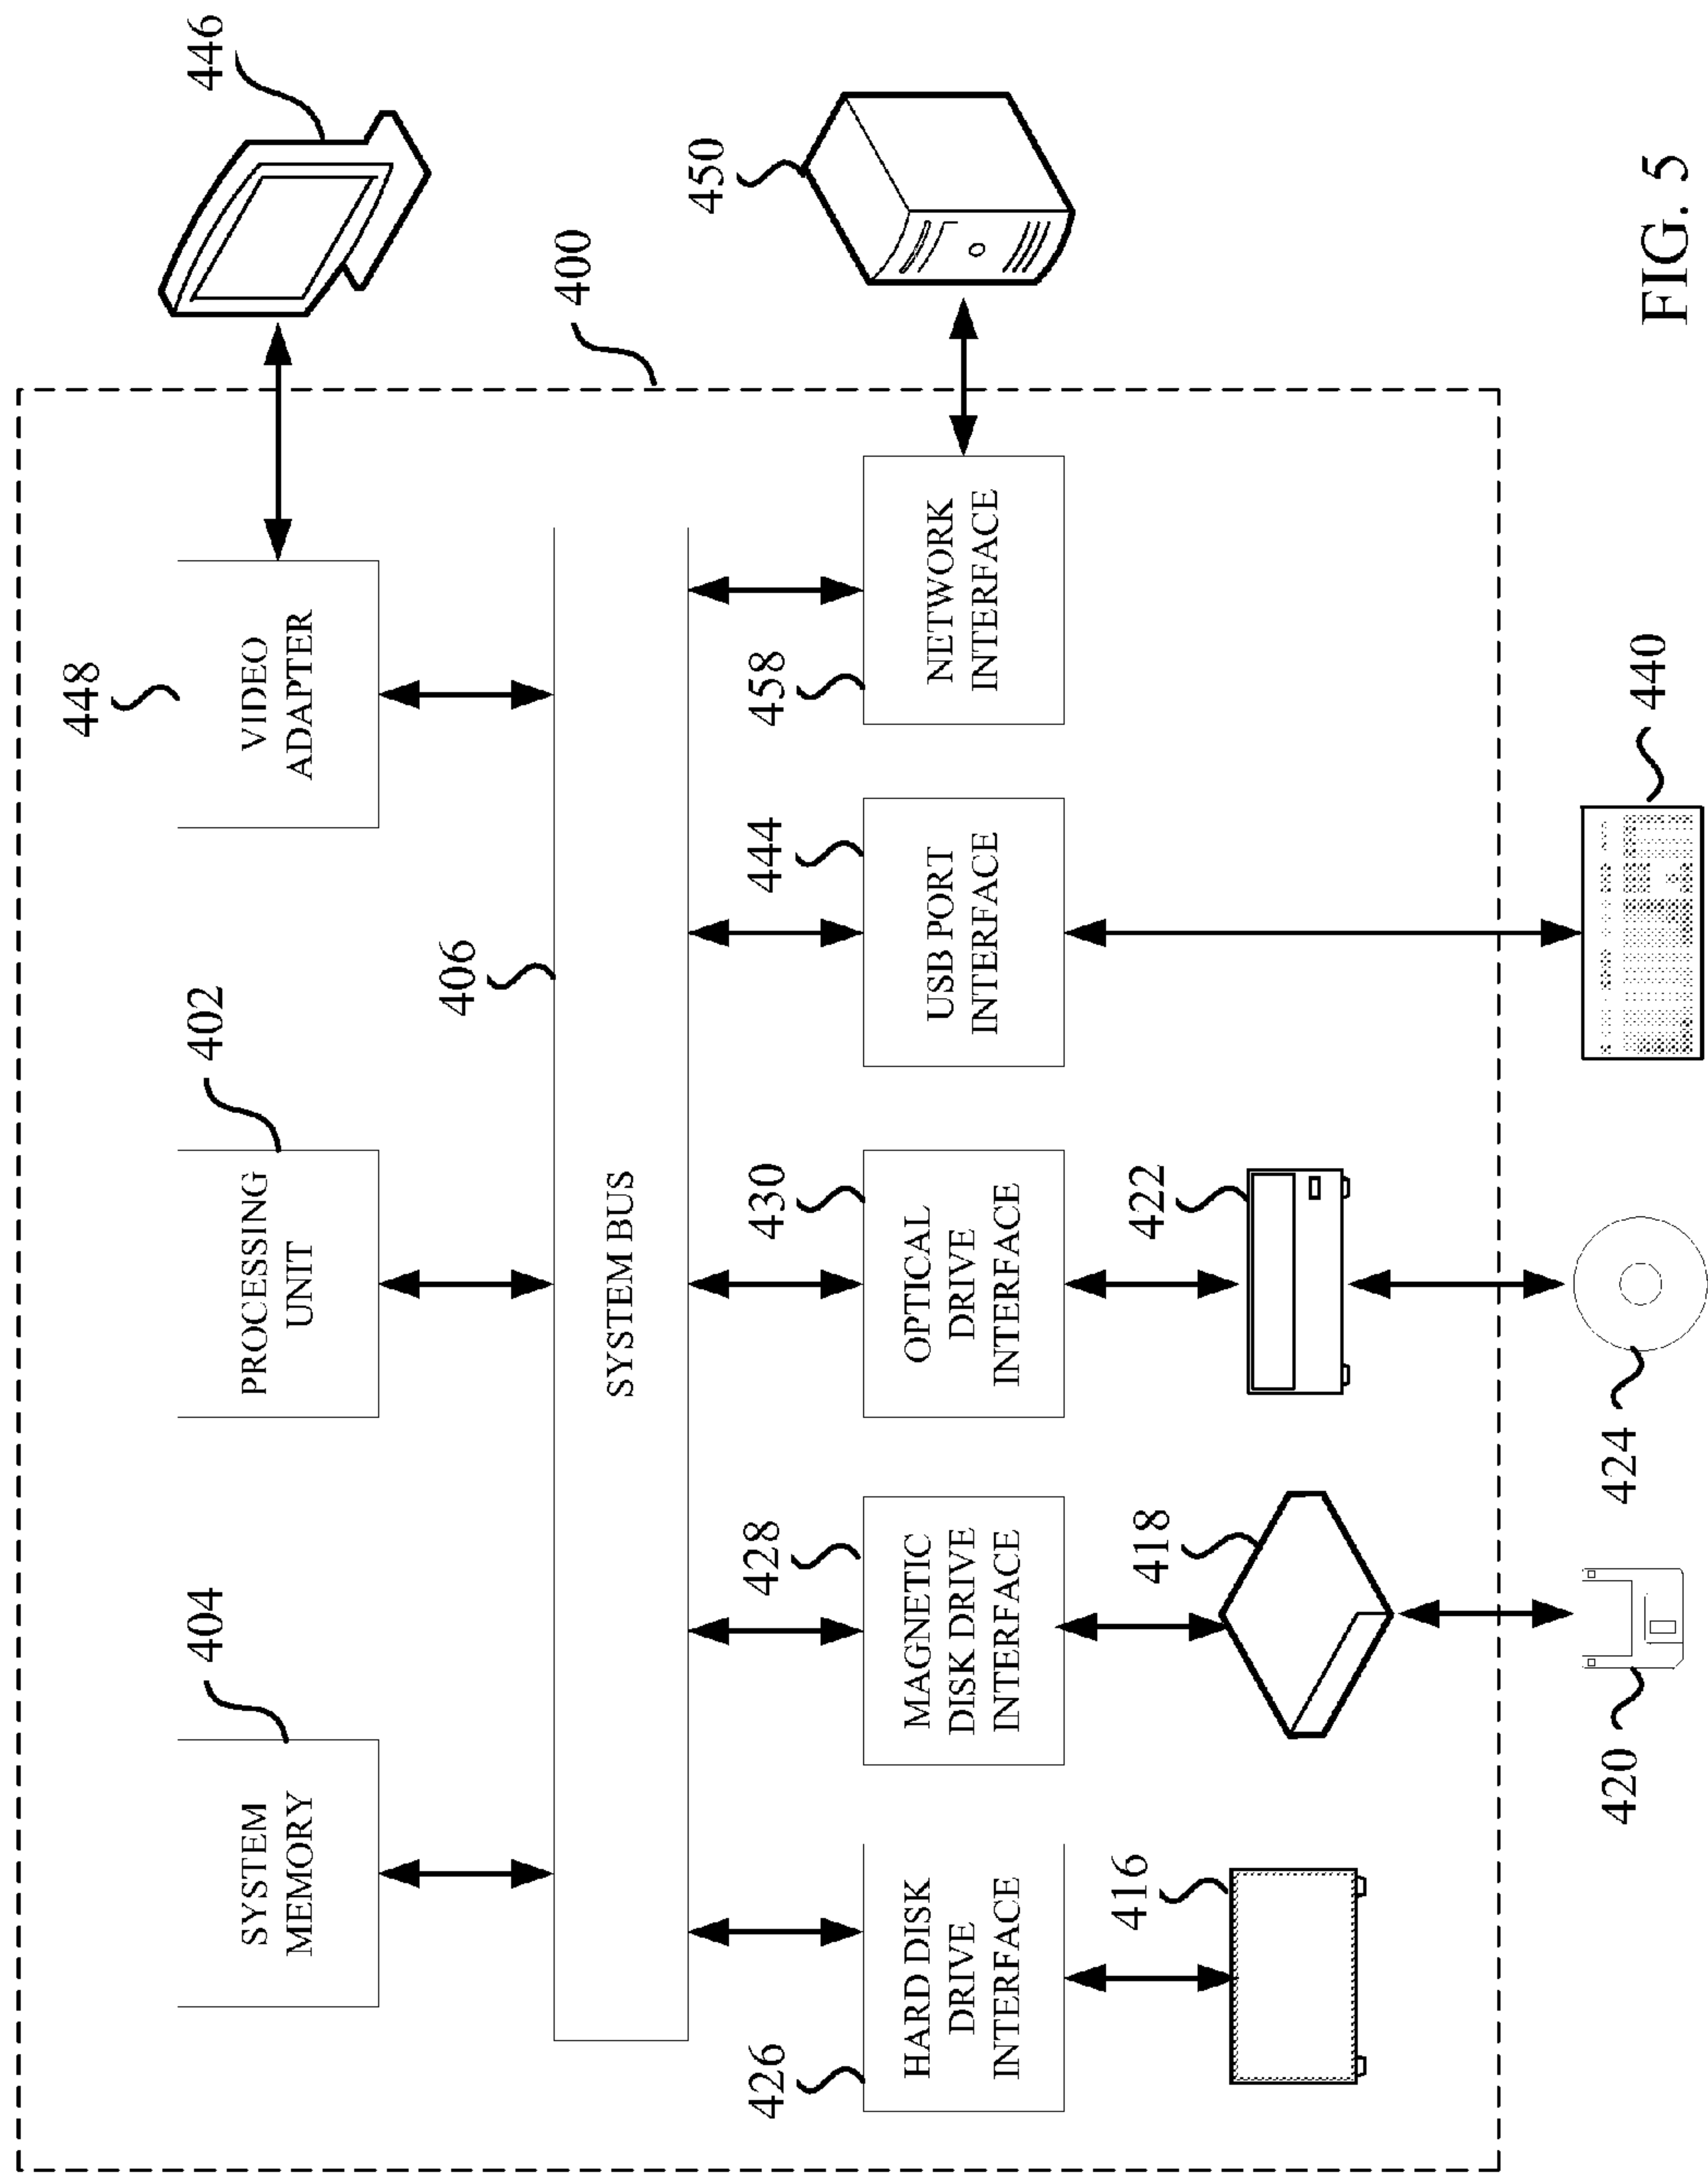 404
SYSTEM
MEMORY
402
PROCESSING
UNIT
448
VIDEO
ADAPTER
446
400
406
SYSTEM BUS
426
HARD DISK
DRIVE
INTERFACE
428
MAGNETIC
DISK DRIVE
INTERFACE
430
OPTICAL
DRIVE
INTERFACE
444
USB PORT
INTERFACE
458
NETWORK
INTERFACE
450
416
418
422
420
424
440
FIG. 5